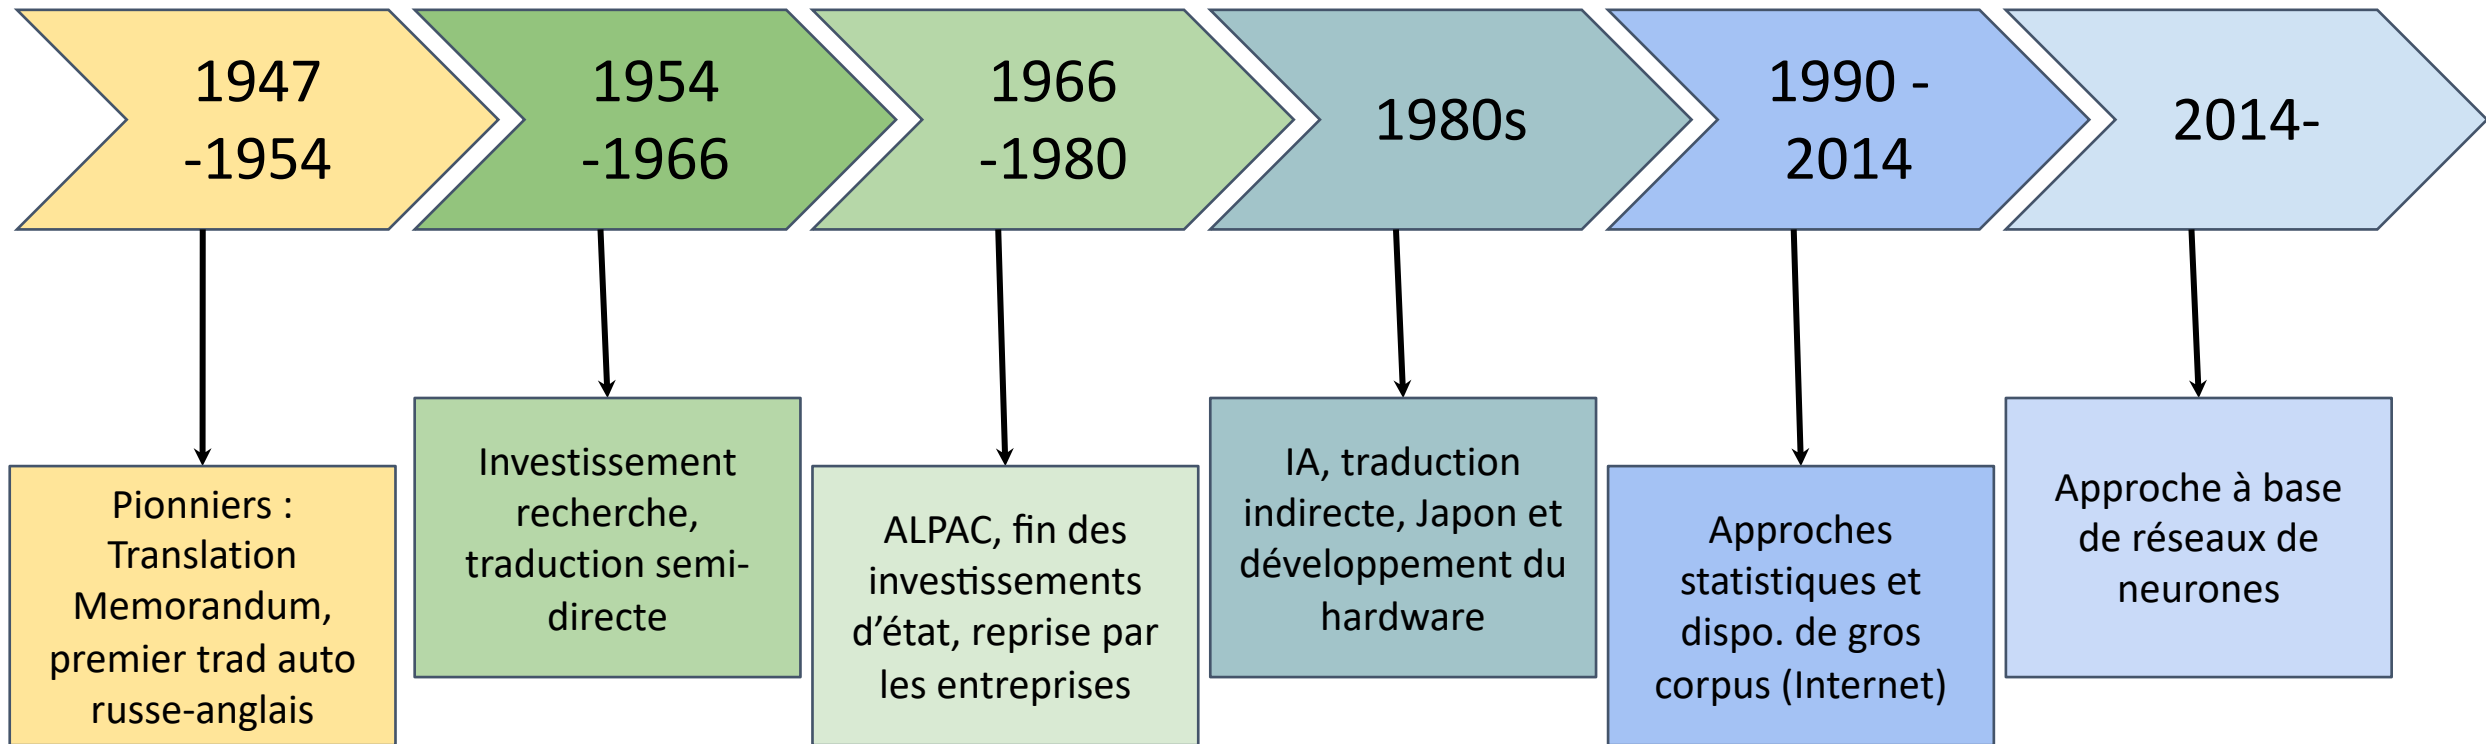 1947
-1954
1954
-1966
1966
-1980
1980s
1990 -
2014
2014-
Pionniers :
Translation
Memorandum,
premier trad auto
russe-anglais
Investissement
recherche,
traduction semi-
directe
ALPAC, fin des
investissements
d’état, reprise par
les entreprises
IA, traduction
indirecte, Japon et
développement du
hardware
Approches
statistiques et
dispo. de gros
corpus (Internet)
Approche à base
de réseaux de
neurones